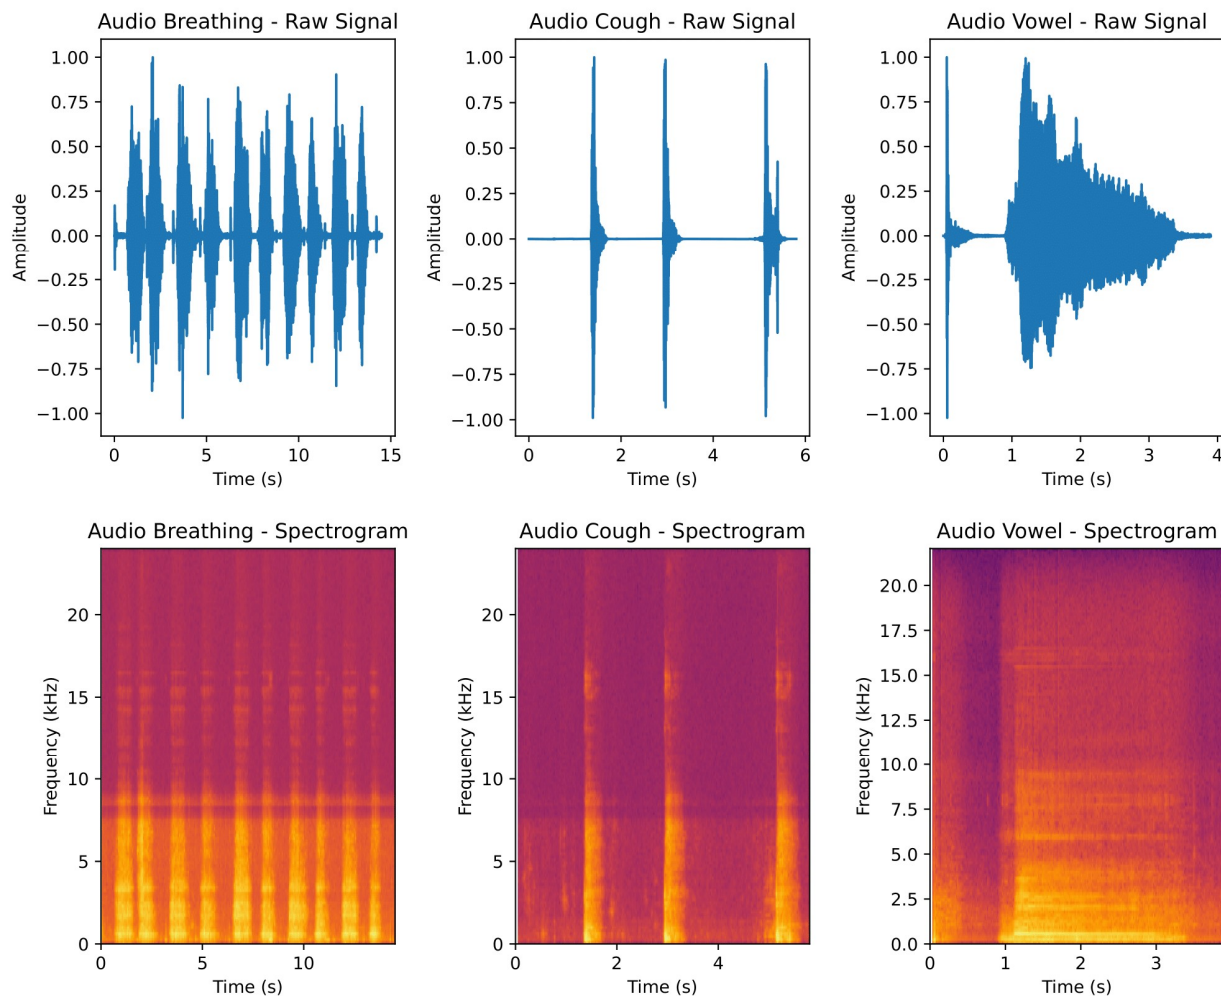 Audio Breathing - Raw Signal
Amplitude
1.00
0.75
0.50
0.25
0.00
−0.25
−0.50
−0.75
−1.00
0 5 10 15
Time (s)
Audio Cough - Raw Signal
Amplitude
1.00
0.75
0.50
0.25
0.00
−0.25
−0.50
−0.75
−1.00
0 2 4 6
Time (s)
Audio Vowel - Raw Signal
Amplitude
1.00
0.75
0.50
0.25
0.00
−0.25
−0.50
−0.75
−1.00
0 1 2 3 4
Time (s)
Audio Breathing - Spectrogram
Frequency (kHz)
20
15
10
5
0
0 5 10
Time (s)
Audio Cough - Spectrogram
Frequency (kHz)
20
15
10
5
0
0 2 4
Time (s)
Audio Vowel - Spectrogram
Frequency (kHz)
20.0
17.5
15.0
12.5
10.0
7.5
5.0
2.5
0.0
0 1 2 3
Time (s)